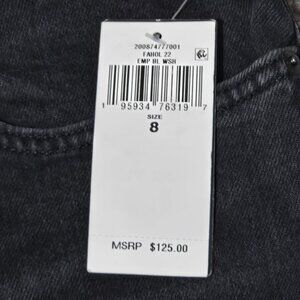 200874777001
FAHOL 22
EMP BL WSH
1 95934 76319 7
SIZE
8
MSRP $125.00